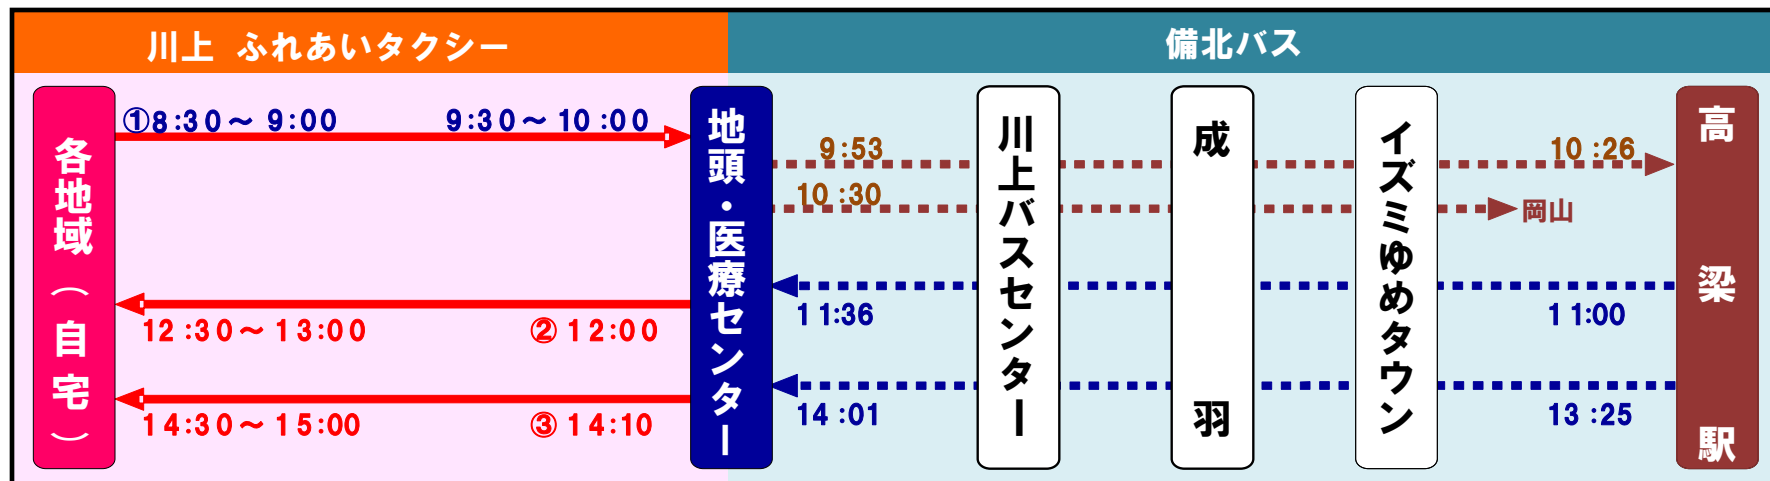 川上 ふれあいタクシー
備北バス
各地域（自宅）
①8:30～ 9:00
9:30～10:00
12:30～13:00
②12:00
14:30～15:00
③14:10
地頭・医療センター
9:53
10:30
11:36
14:01
川上バスセンター
成羽
イズミゆめタウン
10:26
岡山
11:00
13:25
高梁駅